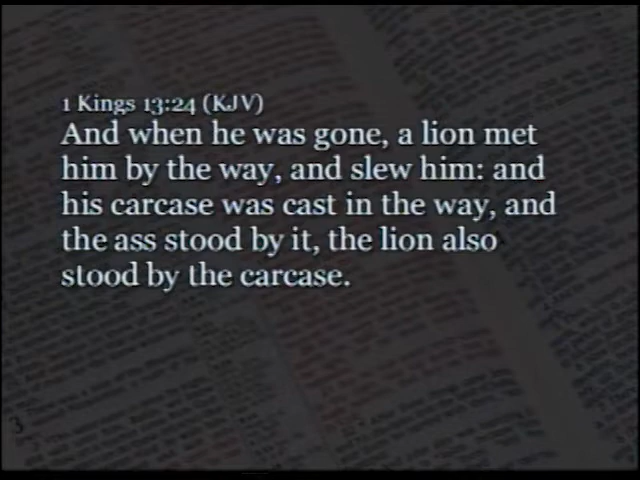 1 Kings 13:24 (KJV)
And when he was gone, a lion met
him by the way, and slew him: and
his carcase was cast in the way, and
the ass stood by it, the lion also
stood by the carcase.